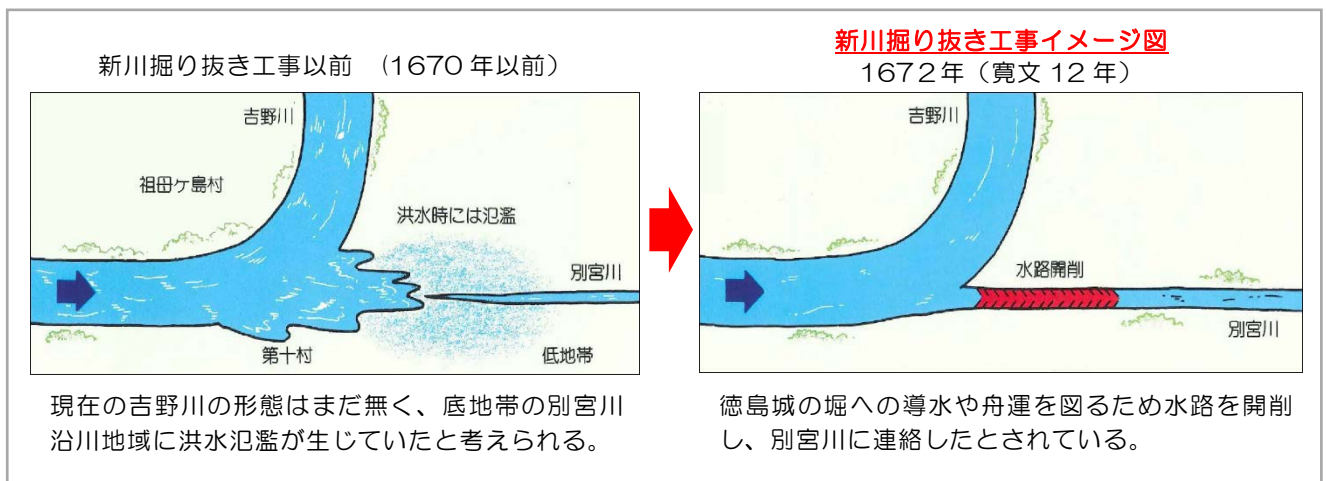 新川掘り抜き工事以前 (1670年以前)
吉野川
祖母ケ島村
洪水時には氾濫
別宮川
第十村
低地帯
現在の吉野川の形態はまだ無く、底地帯の別宮川
沿川地域に洪水氾濫が生じていたと考えられる。
新川掘り抜き工事イメージ図
1672年(寛文12年)
吉野川
水路開削
別宮川
徳島城の堀への導水や舟運を図るため水路を開削
し、別宮川に連絡したとされている。